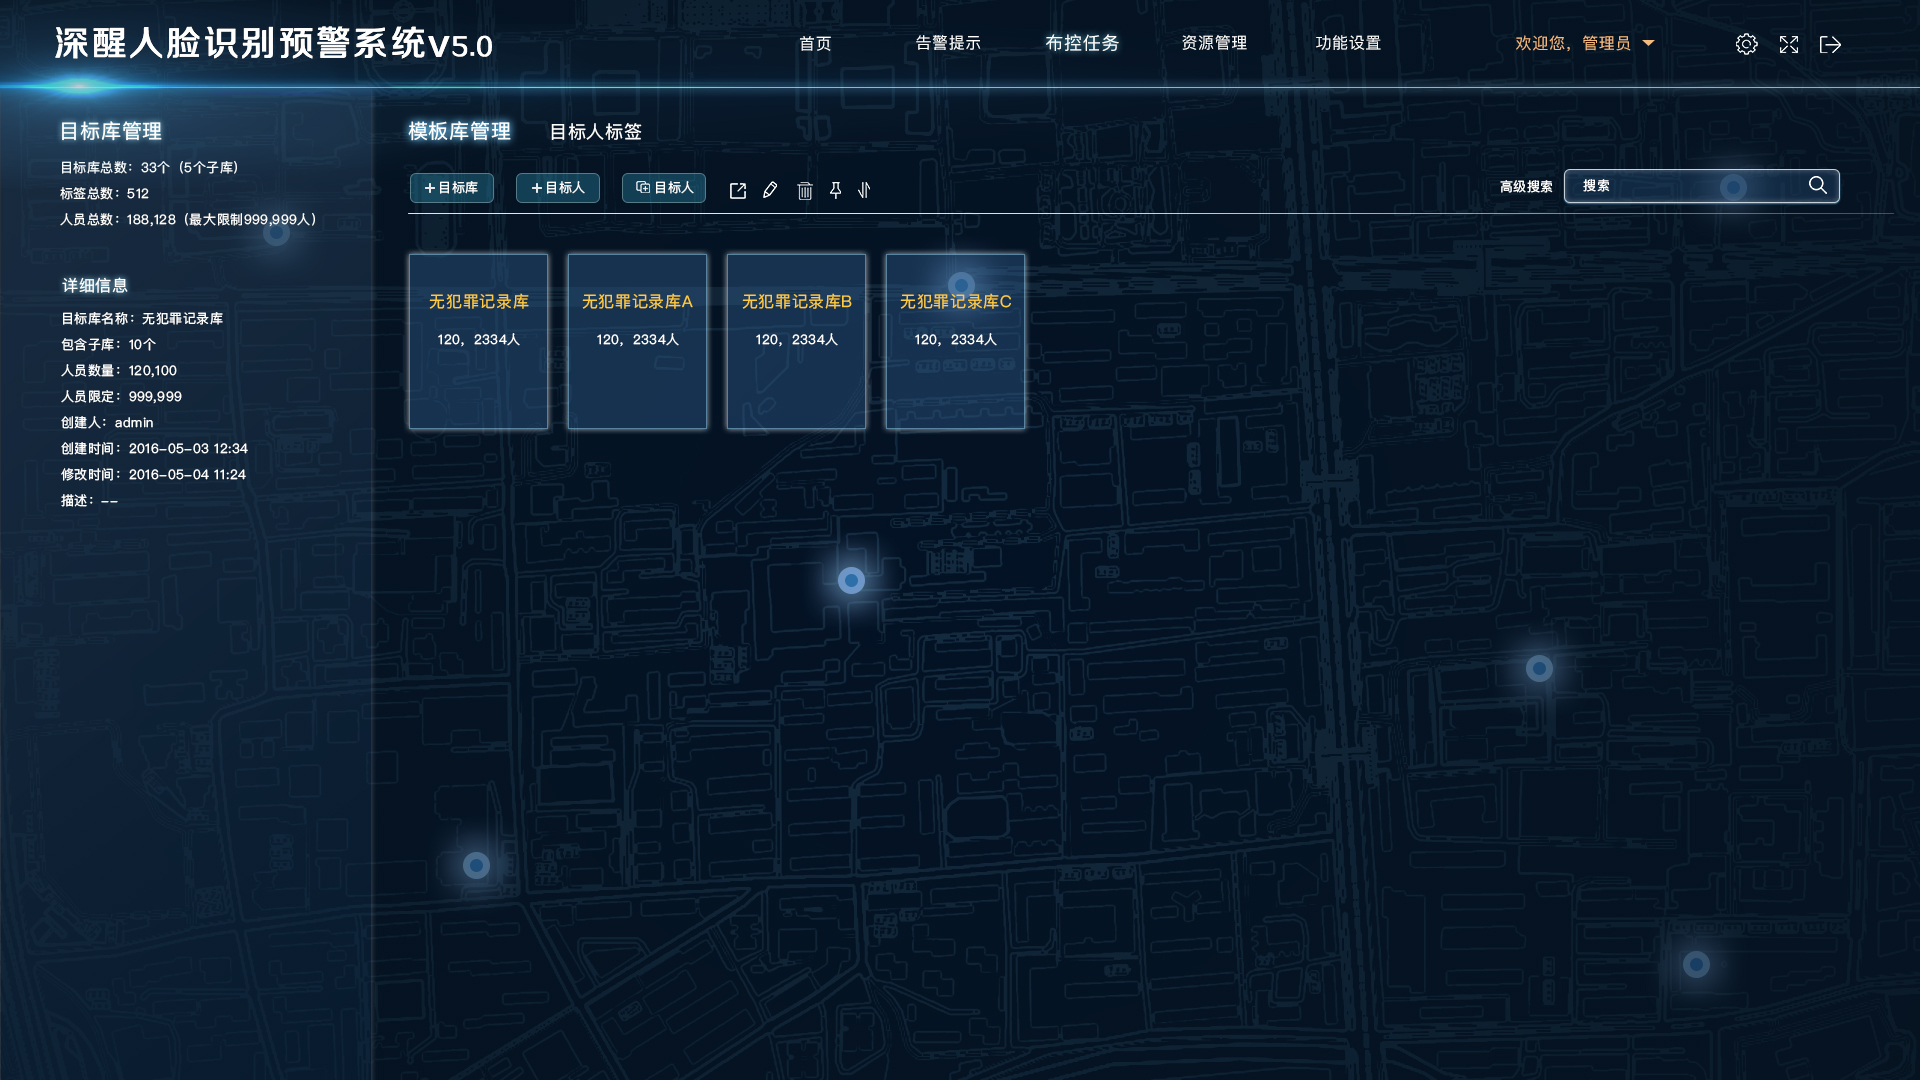 深醒人脸识别预警系统V5.0
首页 告警提示 布控任务 资源管理 功能设置 欢迎您，管理员
目标库管理
目标库总数：33个（5个子库）
标签总数：512
人员总数：188,128（最大限制999,999人）
详细信息
目标库名称：无犯罪记录库
包含子库：10个
人员数量：120,100
人员限定：999,999
创建人：admin
创建时间：2016-05-03 12:34
修改时间：2016-05-04 11:24
描述：--
模板库管理 目标人标签
+目标库 +目标人 目标人 高级搜索 搜索
无犯罪记录库
120，2334人
无犯罪记录库A
120，2334人
无犯罪记录库B
120，2334人
无犯罪记录库C
120，2334人